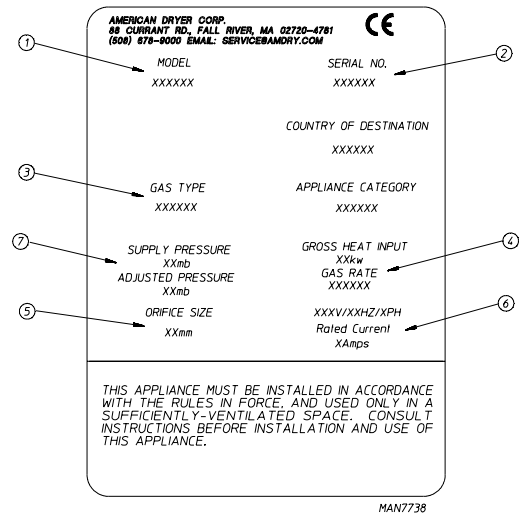 AMERICAN DRYER CORP.
88 CURRANT RD., FALL RIVER, MA 02720-4781
(508) 678-9000 EMAIL: SERVICE@AMDRY.COM
CE
1
MODEL
XXXXXX
SERIAL NO.
XXXXXX
2
COUNTRY OF DESTINATION
XXXXXX
3
GAS TYPE
XXXXXX
APPLIANCE CATEGORY
XXXXXX
7
SUPPLY PRESSURE
XXmb
ADJUSTED PRESSURE
XXmb
GROSS HEAT INPUT
XXkw
GAS RATE
XXXXXX
4
5
ORIFICE SIZE
XXmm
XXXV/XXHZ/XPH
Rated Current
XAmps
6
THIS APPLIANCE MUST BE INSTALLED IN ACCORDANCE
WITH THE RULES IN FORCE, AND USED ONLY IN A
SUFFICIENTLY-VENTILATED SPACE. CONSULT
INSTRUCTIONS BEFORE INSTALLATION AND USE OF
THIS APPLIANCE.
MAN7738